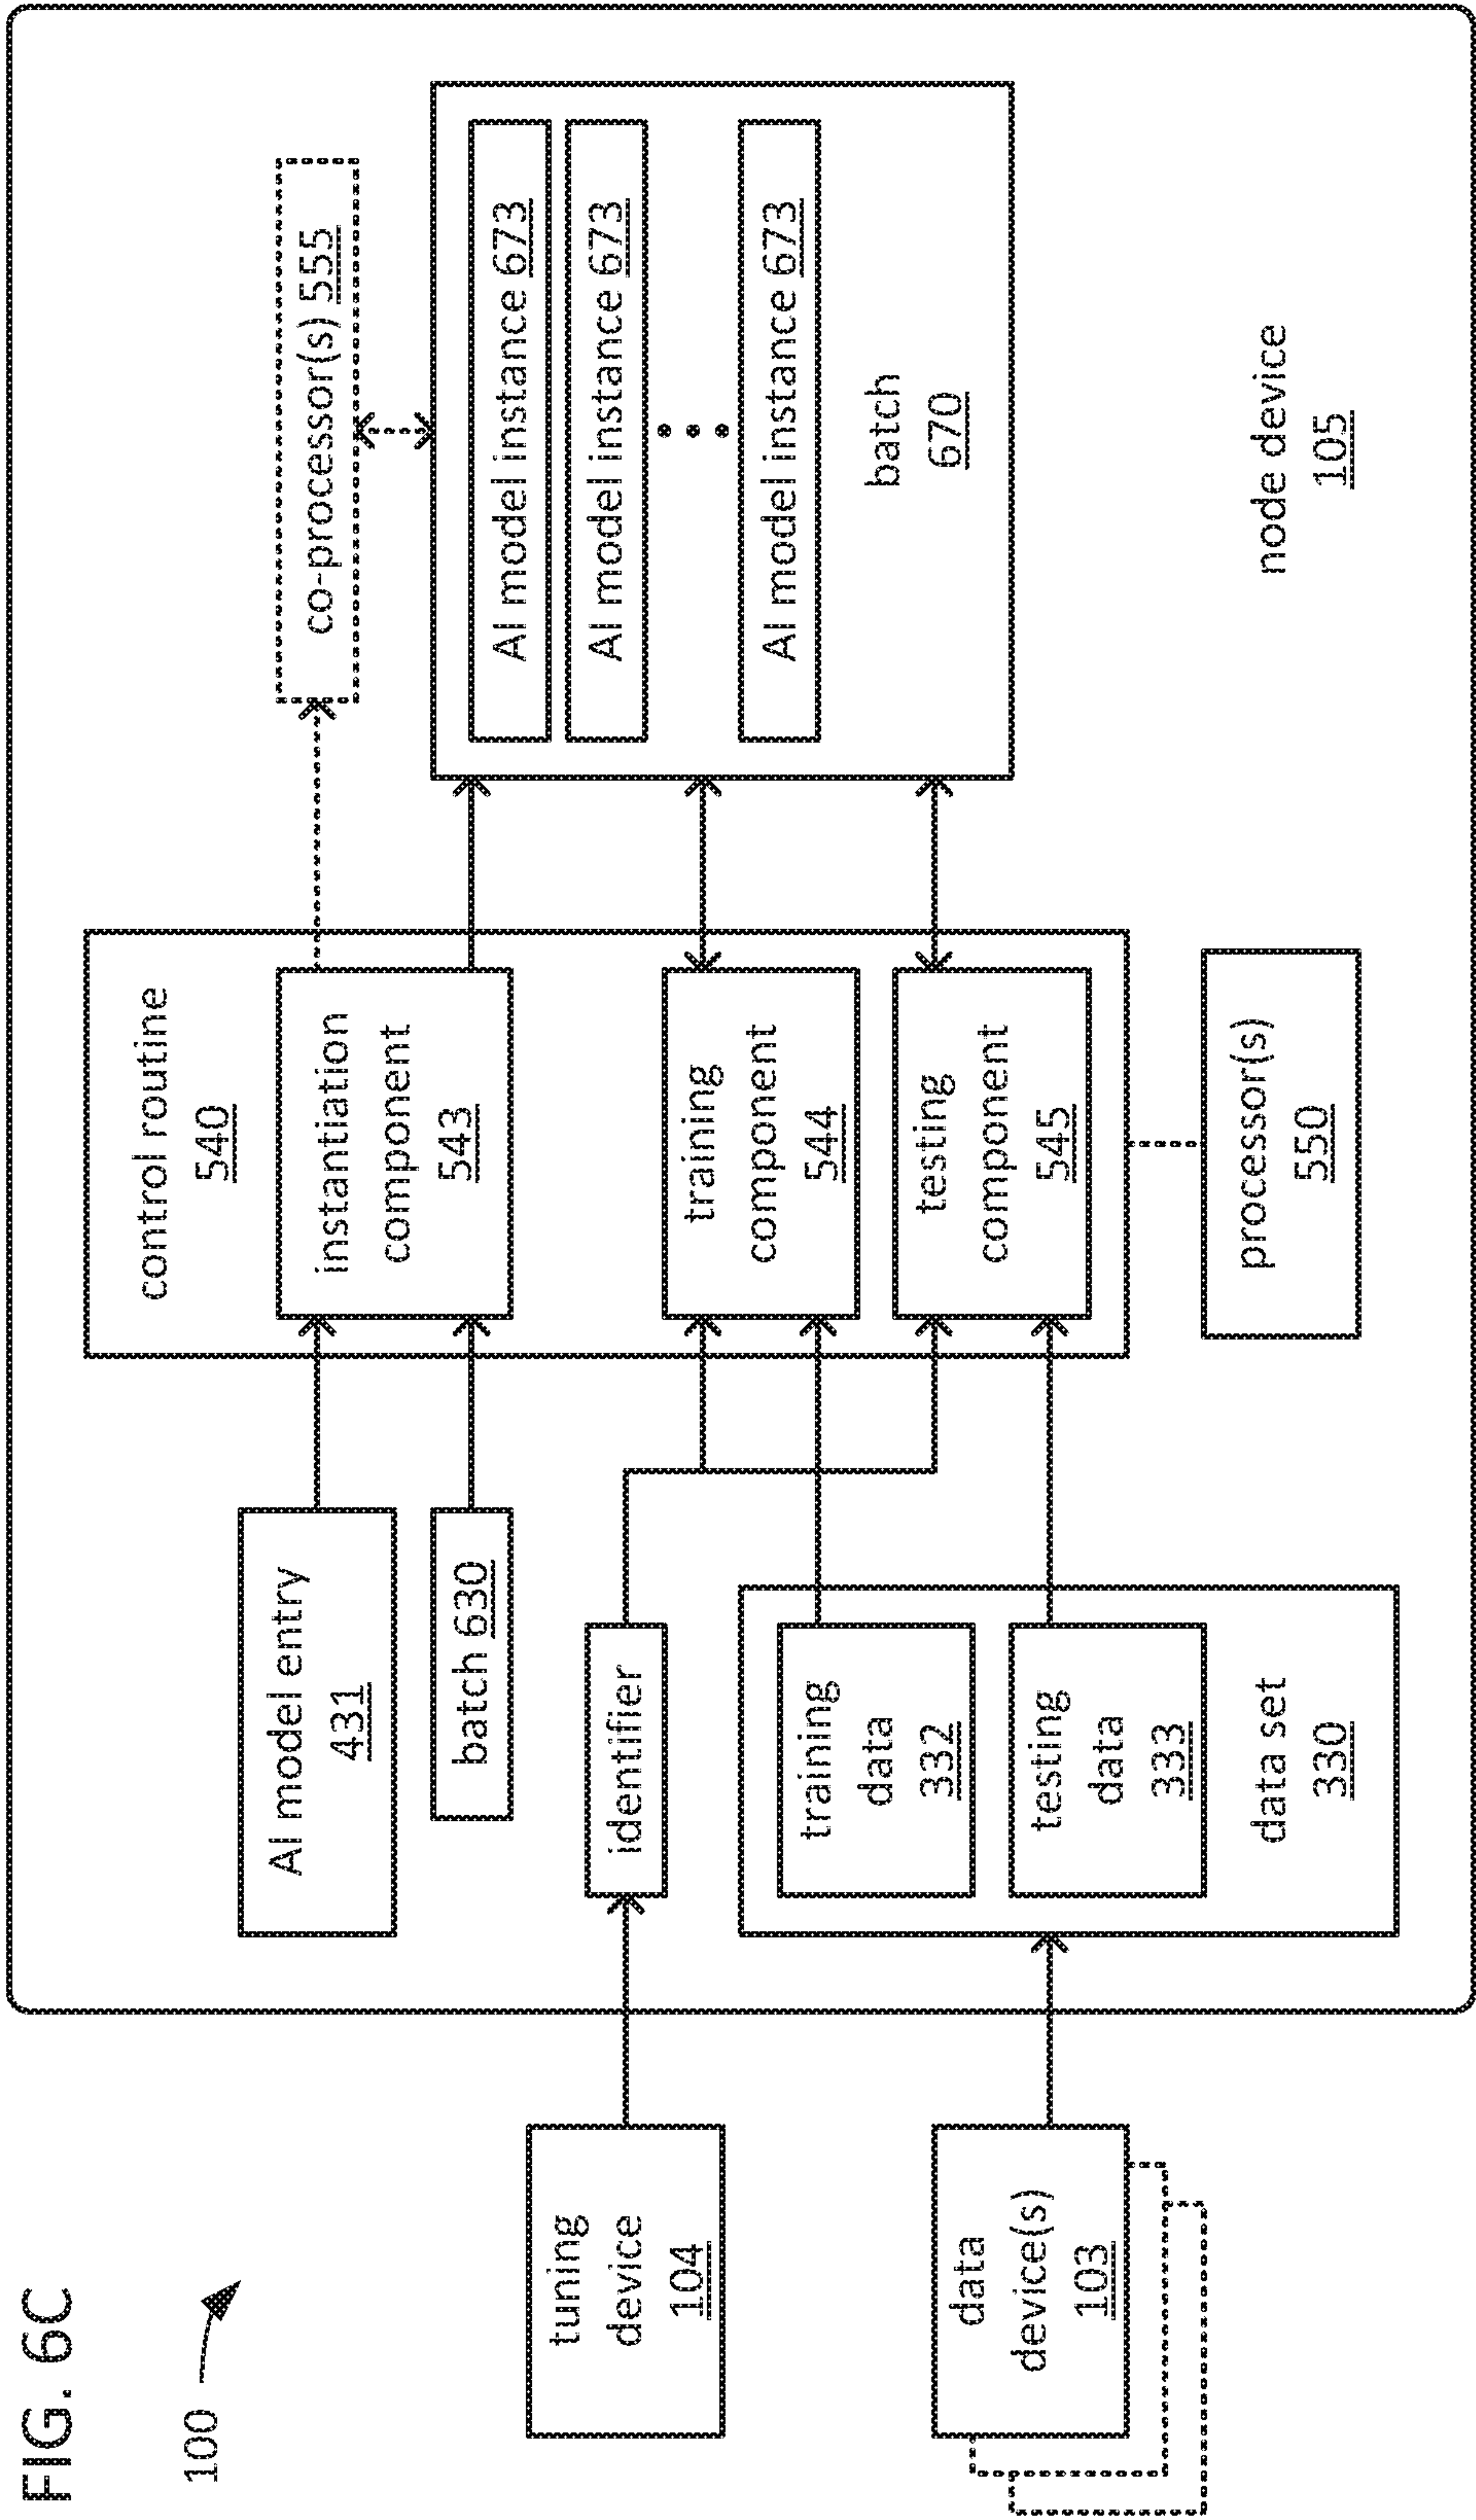 FIG. 6C
100
tuning
device
104
data
device(s)
103
AI model entry
431
batch 630
identifier
training
data
332
testing
data
333
data set
330
control routine
540
instantiation
component
543
training
component
544
testing
component
545
processor(s)
550
co-processor(s) 555
AI model instance 673
AI model instance 673
AI model instance 673
batch
670
node device
105